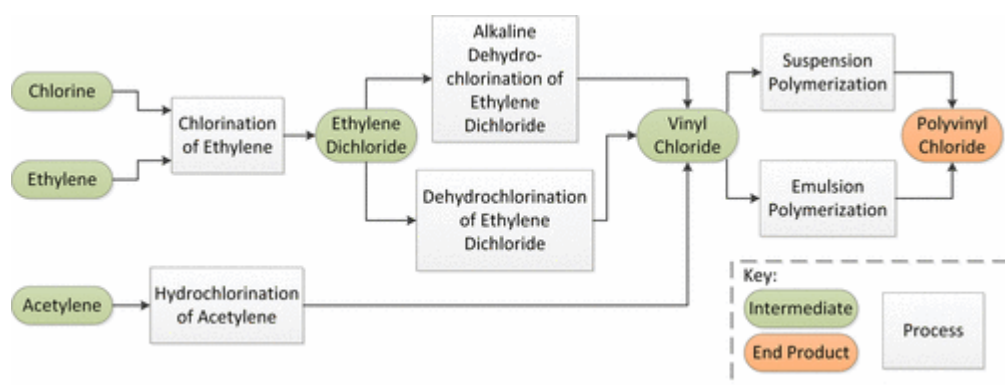 Chlorine
Ethylene
Chlorination
of Ethylene
Ethylene
Dichloride
Alkaline
Dehydro-
chlorination of
Ethylene
Dichloride
Dehydrochlorination
of Ethylene
Dichloride
Acetylene
Hydrochlorination
of Acetylene
Vinyl
Chloride
Suspension
Polymerization
Emulsion
Polymerization
Polyvinyl
Chloride
Key:
Intermediate
End Product
Process